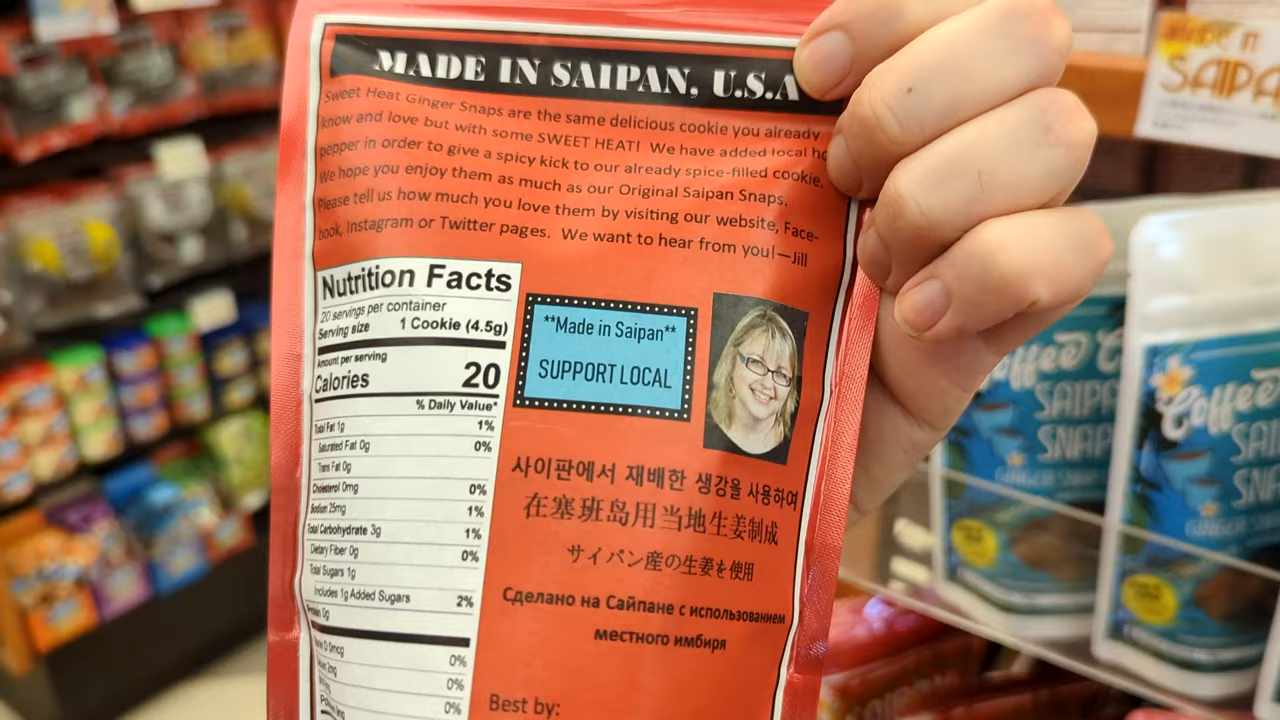 MADE IN SAIPAN, U.S.A
Sweet Heat Ginger Snaps are the same delicious cookie you already
know and love but with some SWEET HEAT! We have added local
pepper in order to give a spicy kick to our already spice-filled cookie.
We hope you enjoy them as much as our Original Saipan Snaps.
Please tell us how much you love them by visiting our website, Face-
book, Instagram or Twitter pages. We want to hear from you!—Jill
Nutrition Facts
20 servings per container
Serving size 1 Cookie (4.5g)
Amount per serving
Calories 20
% Daily Value*
Total Fat 1g 1%
Saturated Fat 0g 0%
Trans Fat 0g
Cholesterol 0mg 0%
Sodium 25mg 1%
Total Carbohydrate 3g 1%
Dietary Fiber 0g 0%
Total Sugars 1g
Includes 1g Added Sugars 2%
Protein 0g
D 0mcg 0%
0%
0%
**Made in Saipan**
SUPPORT LOCAL
사이판에서 재배한 생강을 사용하여
在塞班岛用当地生姜制成
サイパン産の生姜を使用
Сделано на Сайпане с использованием
местного имбиря
Best by:
Coffee
SAIPAN
SNAP
Coffee
SAI
SNA